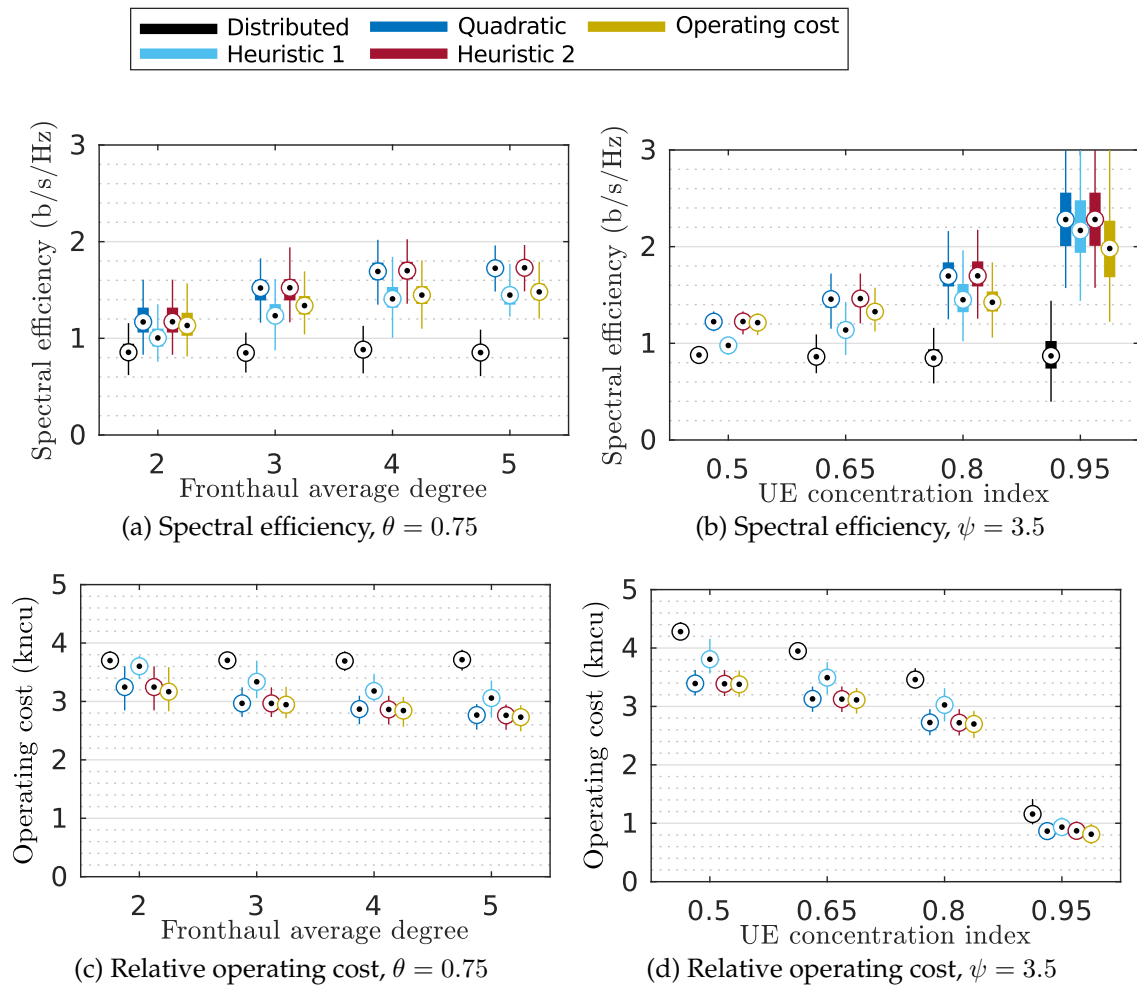 Distributed Quadratic Operating cost
Heuristic 1 Heuristic 2
Spectral efficiency (b/s/Hz)
3
2
1
0
2 3 4 5
Fronthaul average degree
(a) Spectral efficiency, θ = 0.75
Spectral efficiency (b/s/Hz)
3
2
1
0
0.5 0.65 0.8 0.95
UE concentration index
(b) Spectral efficiency, ψ = 3.5
Operating cost (kncu)
5
4
3
2
1
0
2 3 4 5
Fronthaul average degree
(c) Relative operating cost, θ = 0.75
Operating cost (kncu)
5
4
3
2
1
0
0.5 0.65 0.8 0.95
UE concentration index
(d) Relative operating cost, ψ = 3.5